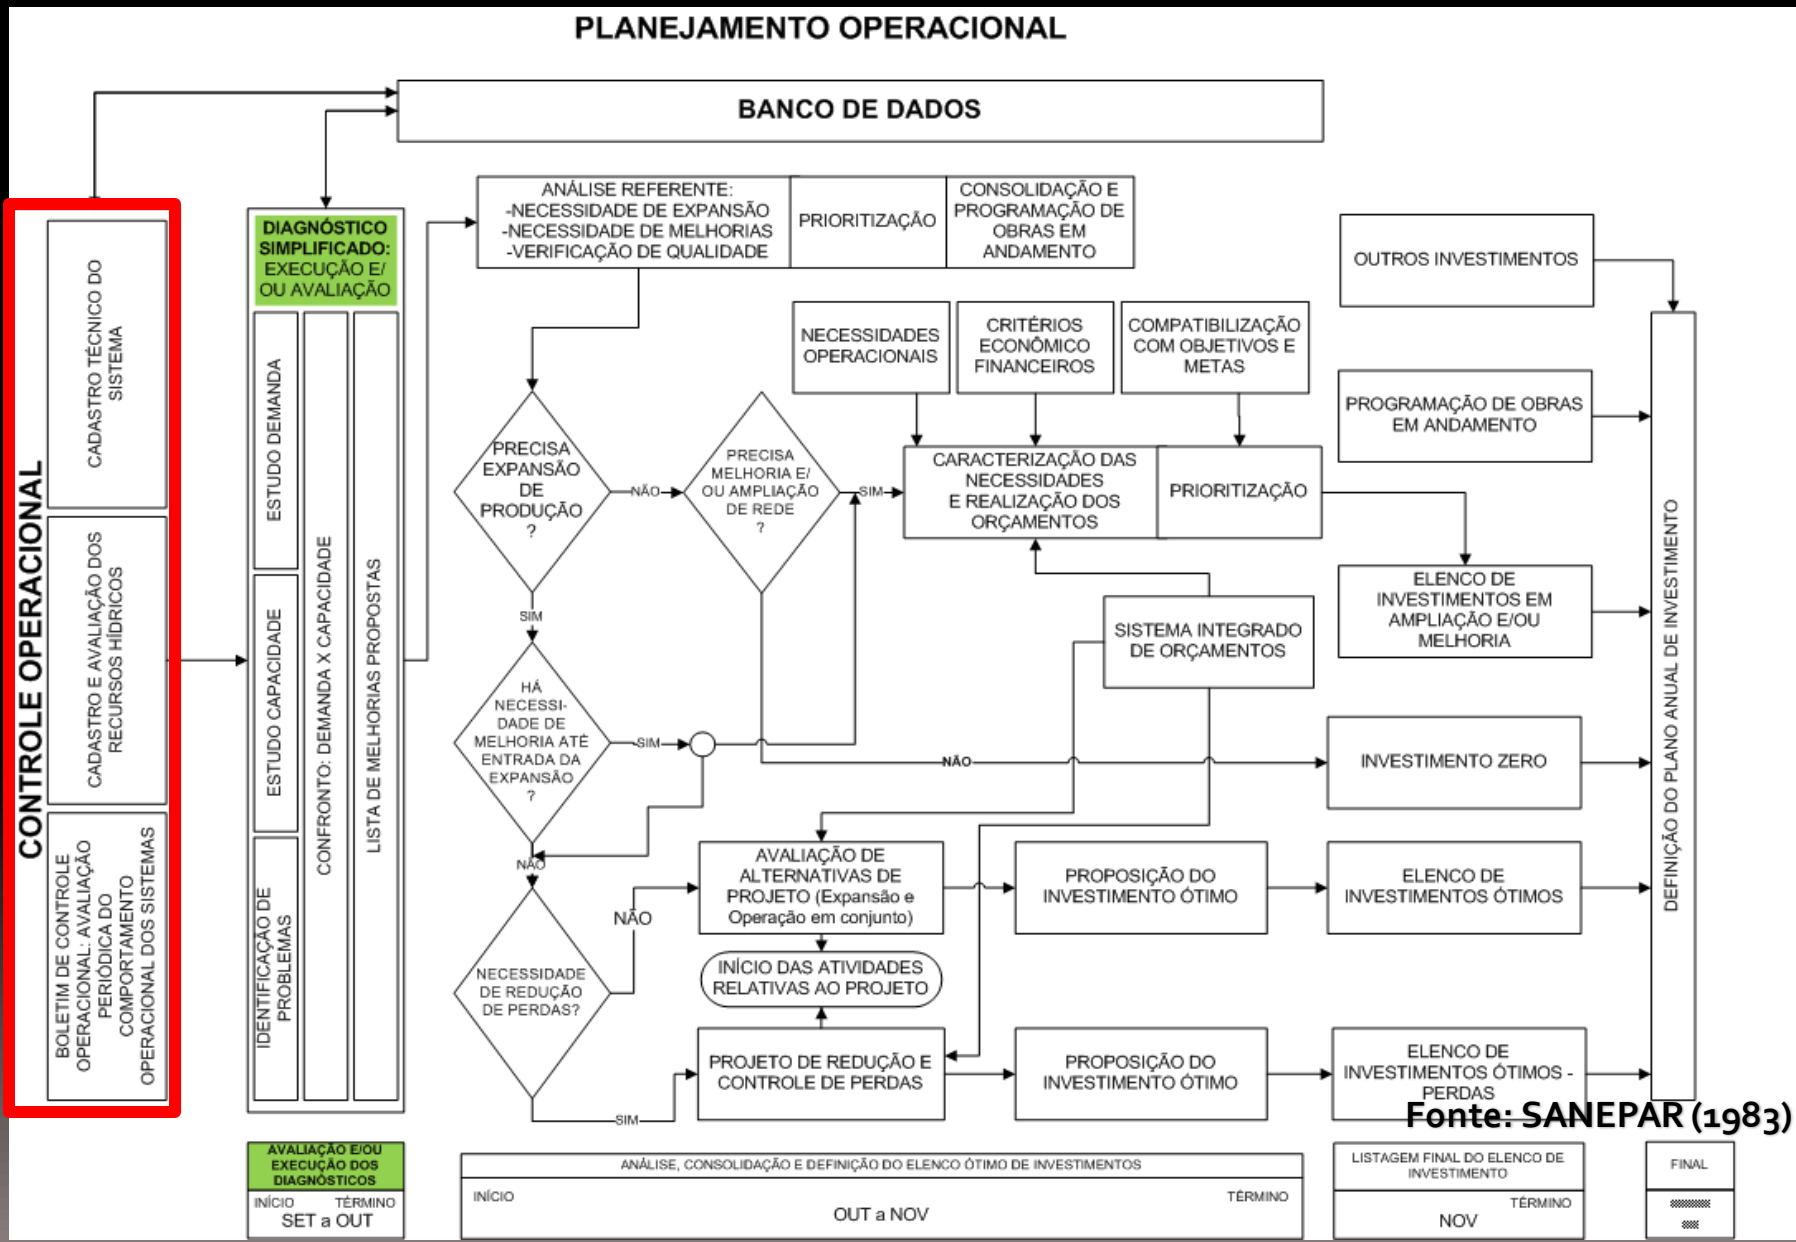 PLANEJAMENTO OPERACIONAL
BANCO DE DADOS
CONTROLE OPERACIONAL
CADASTRO TÉCNICO DO
SISTEMA
CADASTRO E AVALIAÇÃO DOS
RECURSOS HÍDRICOS
BOLETIM DE CONTROLE
OPERACIONAL: AVALIAÇÃO
PERIÓDICA DO
COMPORTAMENTO
OPERACIONAL DOS SISTEMAS
DIAGNÓSTICO
SIMPLIFICADO:
EXECUÇÃO E/
OU AVALIAÇÃO
ESTUDO DEMANDA
ESTUDO CAPACIDADE
IDENTIFICAÇÃO DE
PROBLEMAS
CONFRONTO: DEMANDA X CAPACIDADE
LISTA DE MELHORIAS PROPOSTAS
ANÁLISE REFERENTE:
-NECESSIDADE DE EXPANSÃO
-NECESSIDADE DE MELHORIAS
-VERIFICAÇÃO DE QUALIDADE
PRIORITIZAÇÃO
CONSOLIDAÇÃO E
PROGRAMAÇÃO DE
OBRAS EM
ANDAMENTO
OUTROS INVESTIMENTOS
NECESSIDADES
OPERACIONAIS
CRITÉRIOS
ECONÔMICO
FINANCEIROS
COMPATIBILIZAÇÃO
COM OBJETIVOS E
METAS
PROGRAMAÇÃO DE OBRAS
EM ANDAMENTO
PRECISA
EXPANSÃO
DE
PRODUÇÃO
?
NÃO
PRECISA
MELHORIA E/
OU AMPLIAÇÃO
DE REDE
?
SIM
CARACTERIZAÇÃO DAS
NECESSIDADES
E REALIZAÇÃO DOS
ORÇAMENTOS
PRIORITIZAÇÃO
SIM
ELENCO DE
INVESTIMENTOS EM
AMPLIAÇÃO E/OU
MELHORIA
SISTEMA INTEGRADO
DE ORÇAMENTOS
HÁ
NECESSI-
DADE DE
MELHORIA ATÉ
ENTRADA DA
EXPANSÃO
?
SIM
NÃO
INVESTIMENTO ZERO
DEFINIÇÃO DO PLANO ANUAL DE INVESTIMENTO
NÃO
AVALIAÇÃO DE
ALTERNATIVAS DE
PROJETO (Expansão e
Operação em conjunto)
PROPOSIÇÃO DO
INVESTIMENTO ÓTIMO
ELENCO DE
INVESTIMENTOS ÓTIMOS
NÃO
NECESSIDADE
DE REDUÇÃO
DE PERDAS?
INÍCIO DAS ATIVIDADES
RELATIVAS AO PROJETO
PROJETO DE REDUÇÃO E
CONTROLE DE PERDAS
PROPOSIÇÃO DO
INVESTIMENTO ÓTIMO
ELENCO DE
INVESTIMENTOS ÓTIMOS -
PERDAS
SIM
Fonte: SANEPAR (1983)
AVALIAÇÃO E/OU
EXECUÇÃO DOS
DIAGNÓSTICOS
INÍCIO TÉRMINO
SET a OUT
ANÁLISE, CONSOLIDAÇÃO E DEFINIÇÃO DO ELENCO ÓTIMO DE INVESTIMENTOS
INÍCIO TÉRMINO
OUT a NOV
LISTAGEM FINAL DO ELENCO DE
INVESTIMENTO
TÉRMINO
NOV
FINAL